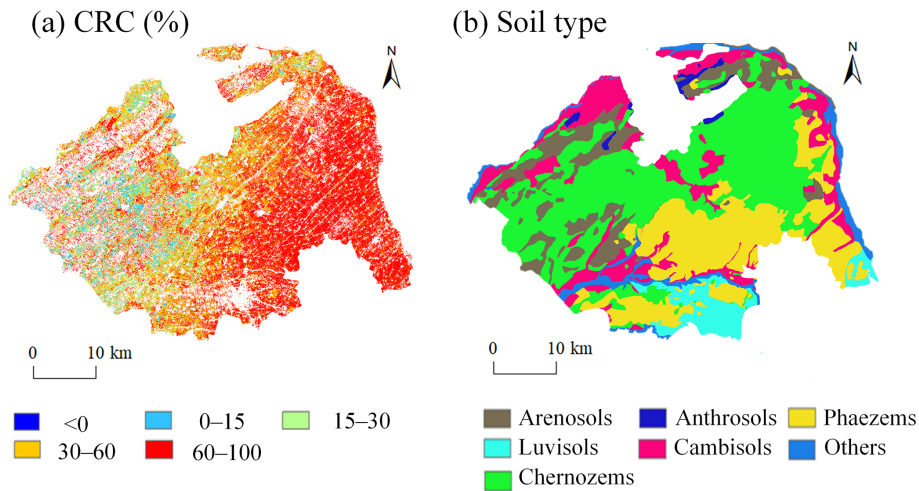 (a) CRC (%)
(b) Soil type
N
N
0 10 km
0 10 km
<0 0–15 15–30
30–60 60–100
Arenosols Anthrosols Phaezems
Luvisols Cambisols Others
Chernozems